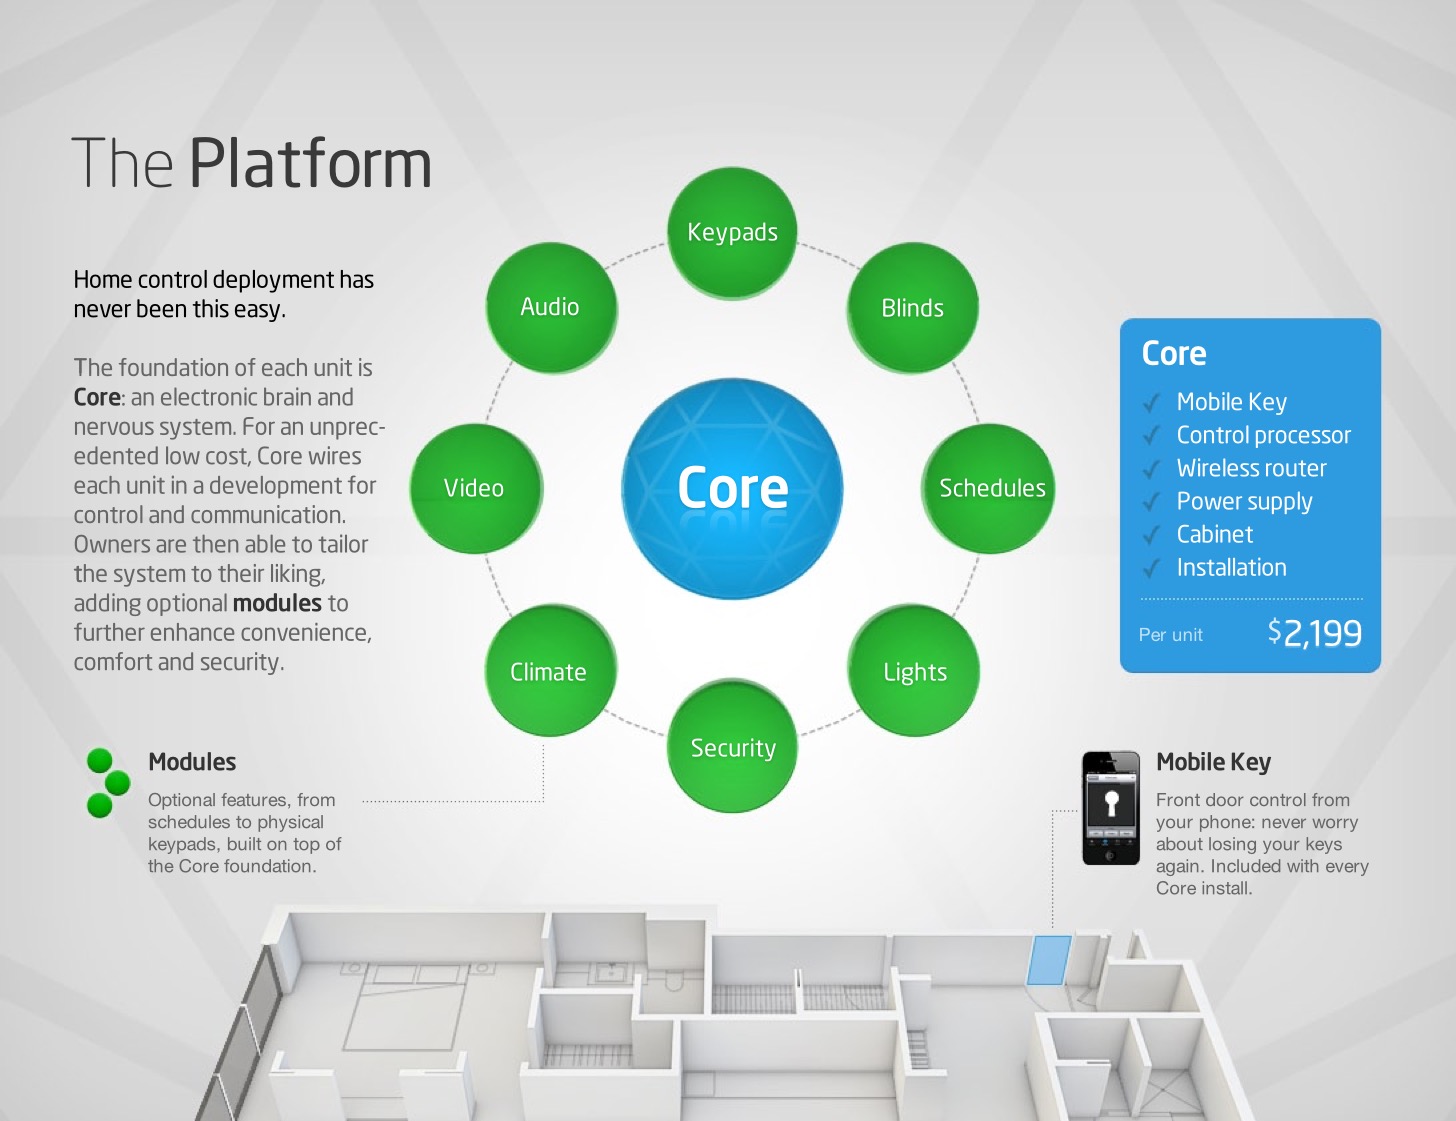 The Platform
Home control deployment has
never been this easy.
The foundation of each unit is
Core: an electronic brain and
nervous system. For an unprec-
edented low cost, Core wires
each unit in a development for
control and communication.
Owners are then able to tailor
the system to their liking,
adding optional modules to
further enhance convenience,
comfort and security.
Keypads
Audio
Blinds
Video
Core
Schedules
Climate
Lights
Security
Core
Mobile Key
Control processor
Wireless router
Power supply
Cabinet
Installation
Per unit $2,199
Modules
Optional features, from
schedules to physical
keypads, built on top of
the Core foundation.
Mobile Key
Front door control from
your phone: never worry
about losing your keys
again. Included with every
Core install.